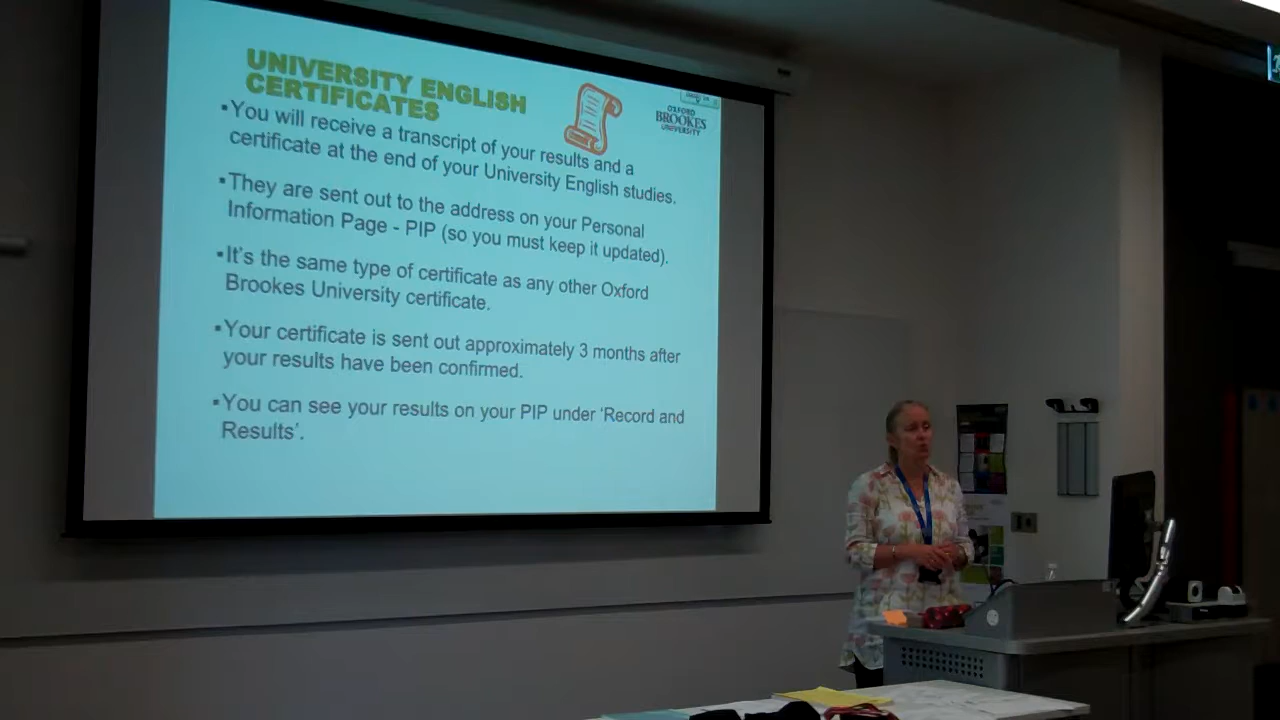 UNIVERSITY ENGLISH
CERTIFICATES
OXFORD
BROOKES
UNIVERSITY
▪You will receive a transcript of your results and a
certificate at the end of your University English studies.
▪They are sent out to the address on your Personal
Information Page - PIP (so you must keep it updated).
▪It's the same type of certificate as any other Oxford
Brookes University certificate.
▪Your certificate is sent out approximately 3 months after
your results have been confirmed.
▪You can see your results on your PIP under 'Record and
Results'.